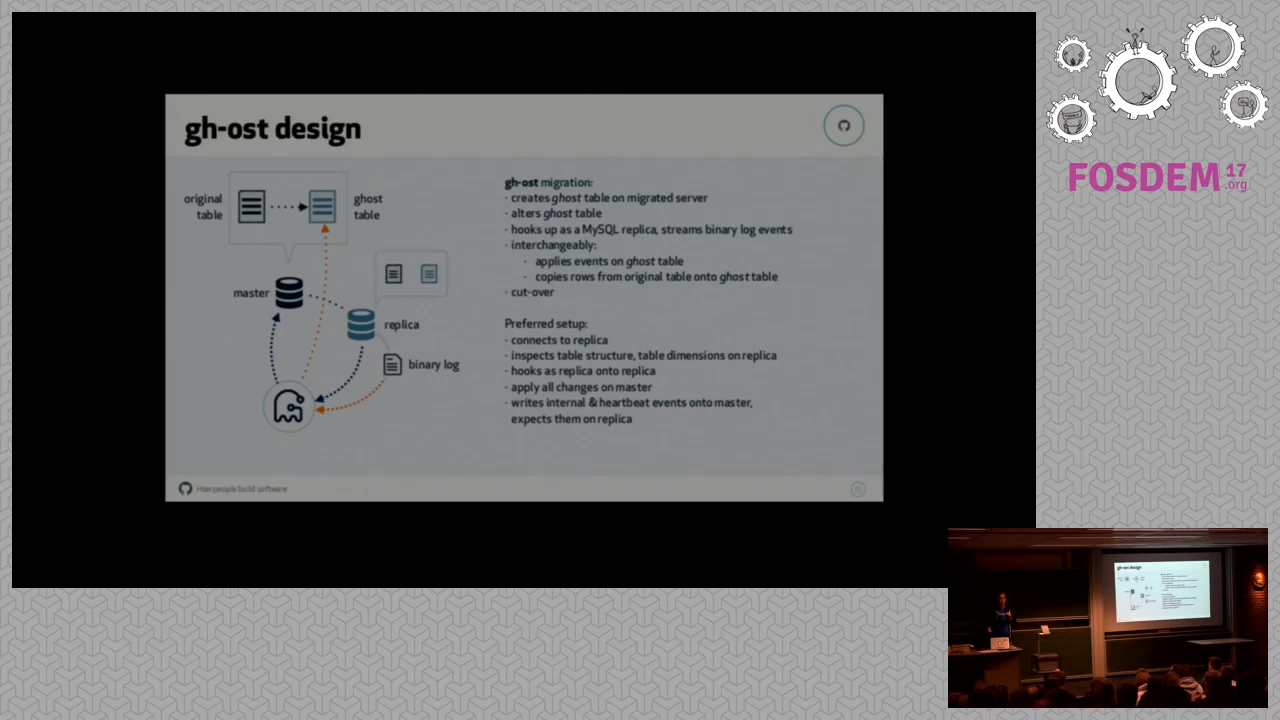 gh-ost design
original
table
ghost
table
master
replica
binary log
gh-ost migration:
- creates ghost table on migrated server
- alters ghost table
- hooks up as a MySQL replica, streams binary log events
- interchangeably:
- applies events on ghost table
- copies rows from original table onto ghost table
- cut-over
Preferred setup:
- connects to replica
- inspects table structure, table dimensions on replica
- hooks as replica onto replica
- apply all changes on master
- writes internal & heartbeat events onto master,
expects them on replica
How people build software
FOSDEM 17
.org
gh-ost design